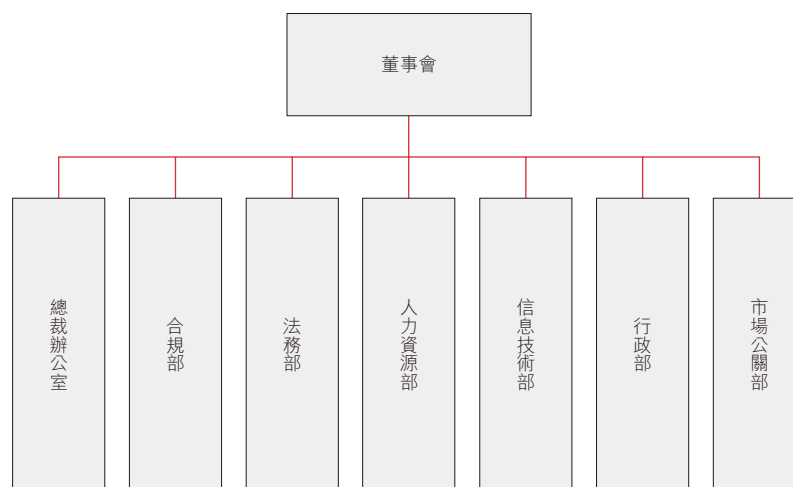 董事會
總裁辦公室
合規部
法務部
人力資源部
信息技術部
行政部
市場公關部